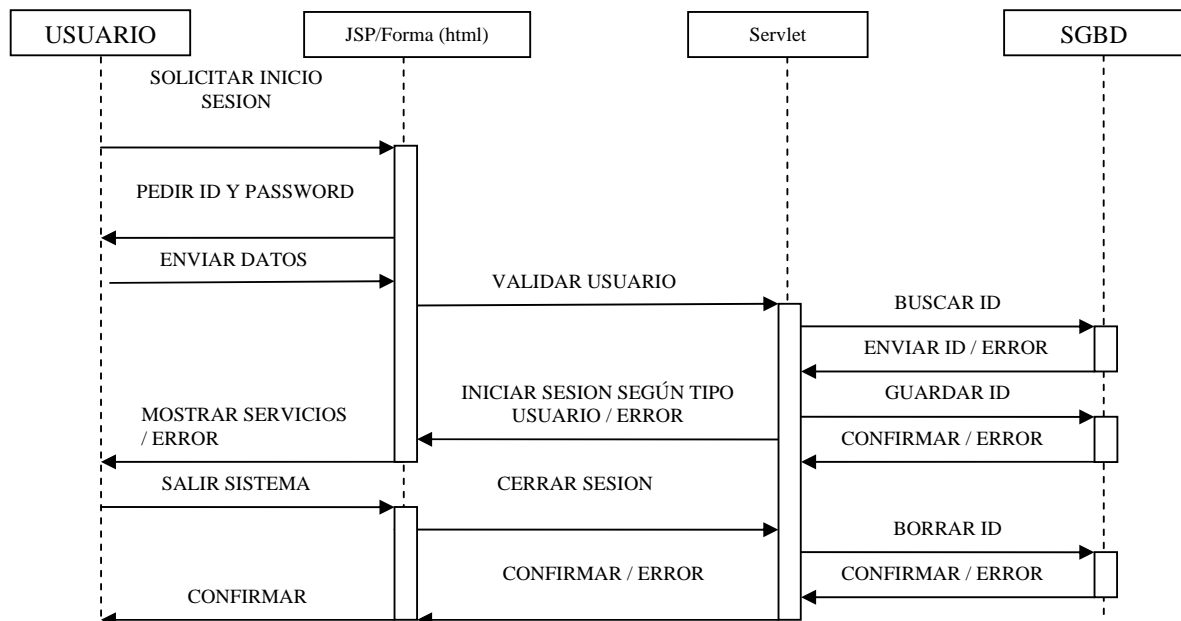 USUARIO
JSP/Forma (html)
Servlet
SGBD
SOLICITAR INICIO
SESION
PEDIR ID Y PASSWORD
ENVIAR DATOS
VALIDAR USUARIO
BUSCAR ID
ENVIAR ID / ERROR
INICIAR SESION SEGÚN TIPO
USUARIO / ERROR
GUARDAR ID
MOSTRAR SERVICIOS
/ ERROR
CONFIRMAR / ERROR
SALIR SISTEMA
CERRAR SESION
BORRAR ID
CONFIRMAR / ERROR
CONFIRMAR / ERROR
CONFIRMAR